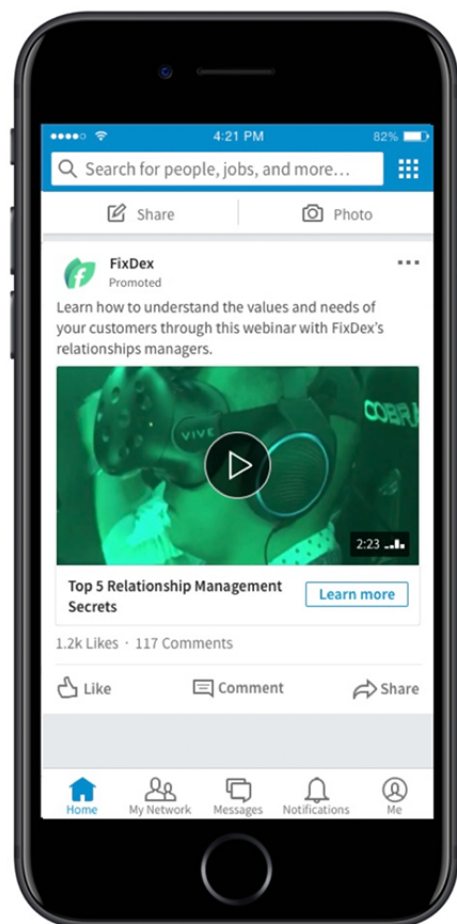 4:21 PM
82%
Search for people, jobs, and more...
Share
Photo
FixDex
Promoted
Learn how to understand the values and needs of
your customers through this webinar with FixDex's
relationships managers.
VIVE
COBRA
2:23
Top 5 Relationship Management
Secrets
Learn more
1.2k Likes · 117 Comments
Like
Comment
Share
Home
My Network
Messages
Notifications
Me